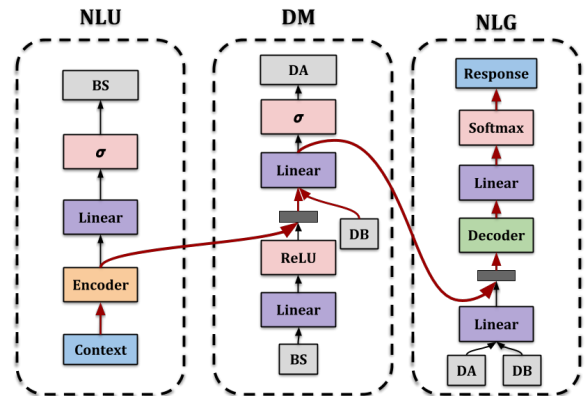 NLU
BS
σ
Linear
Encoder
Context
DM
DA
σ
Linear
DB
ReLU
Linear
BS
NLG
Response
Softmax
Linear
Decoder
Linear
DA
DB